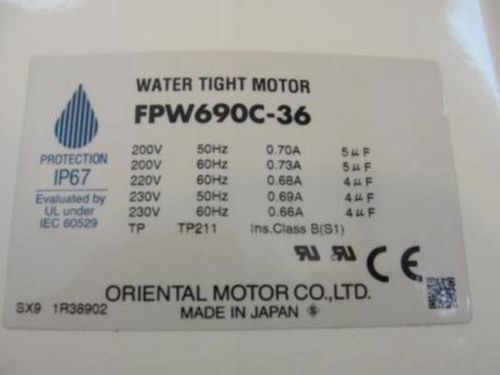 WATER TIGHT MOTOR
FPW690C-36
PROTECTION
IP67
Evaluated by
UL under
IEC 60529
200V 50Hz 0.70A 5μF
200V 60Hz 0.73A 5μF
220V 60Hz 0.68A 4μF
230V 50Hz 0.69A 4μF
230V 60Hz 0.66A 4μF
TP TP211 Ins.Class B(S1)
CE
ORIENTAL MOTOR CO.,LTD.
SX9 1R38902
MADE IN JAPAN